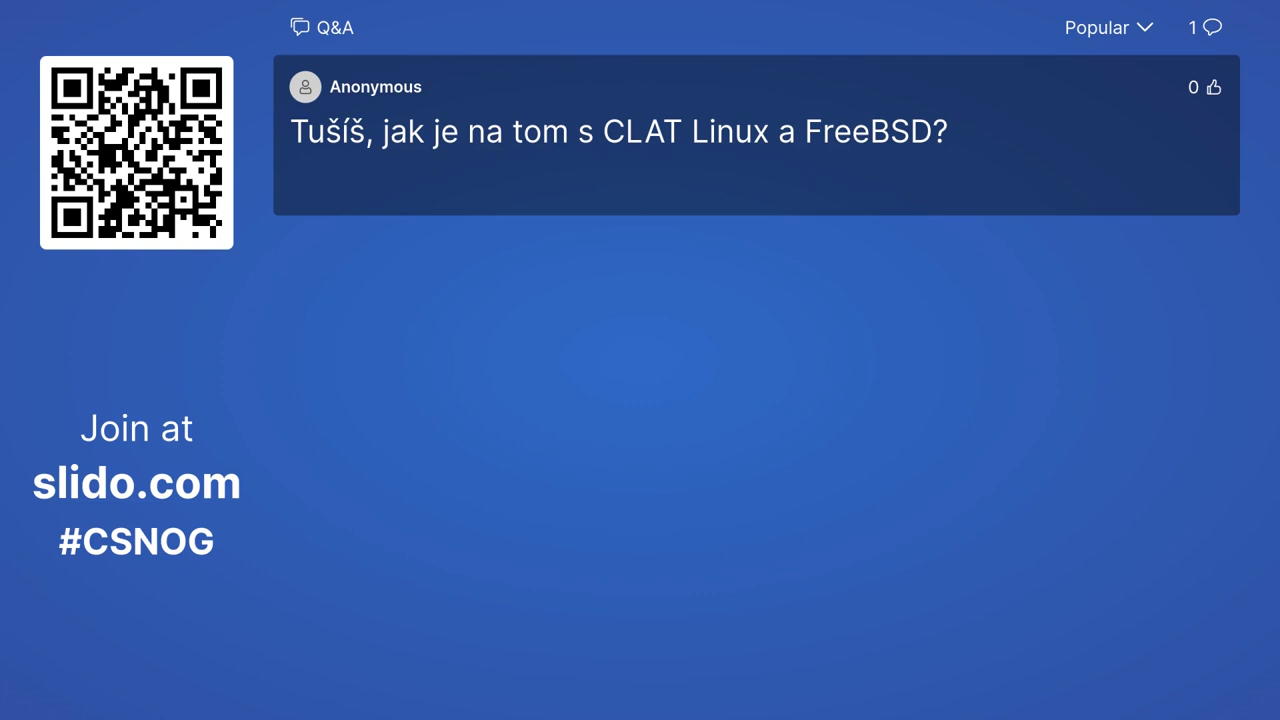 Q&A
Popular
1
Anonymous
0
Tušíš, jak je na tom s CLAT Linux a FreeBSD?
Join at
slido.com
#CSNOG